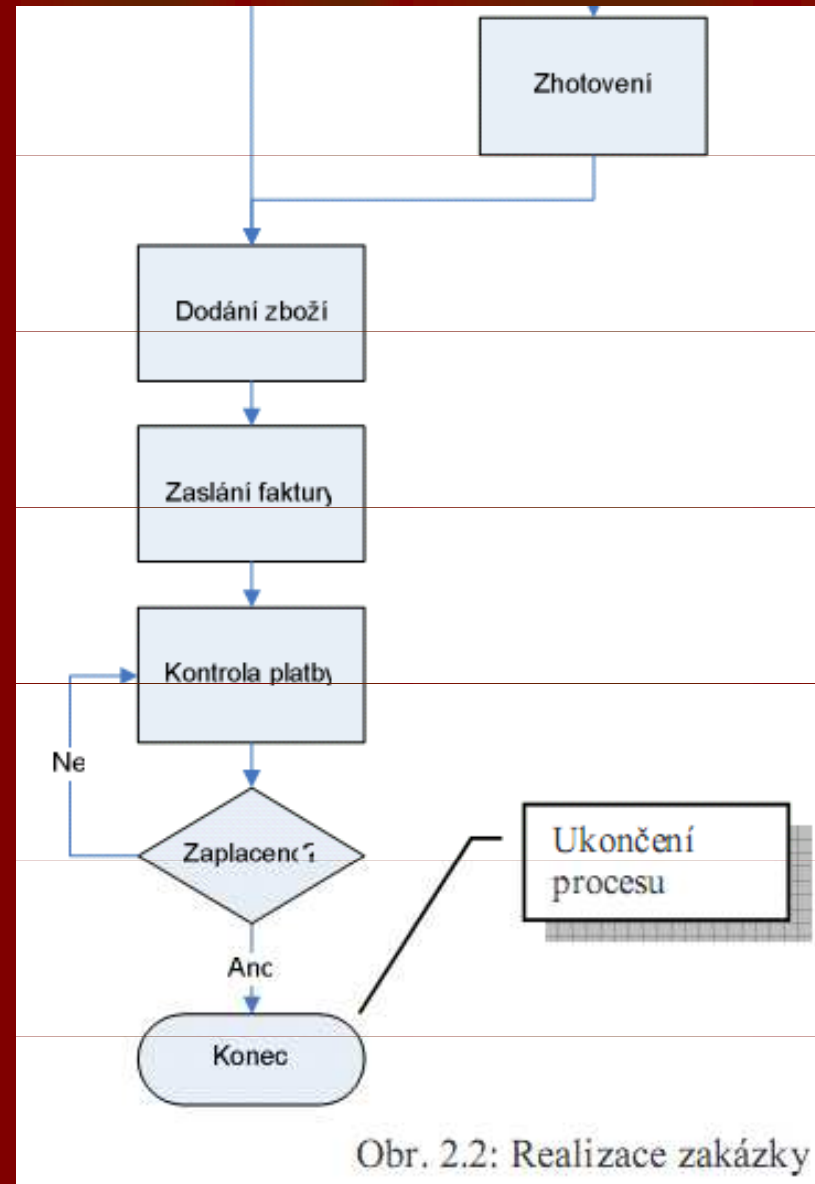 Zhotovení
Dodání zboží
Zaslání faktury
Kontrola platby
Ne
Zaplaceno?
Ukončení
procesu
Ano
Konec
Obr. 2.2: Realizace zakázky